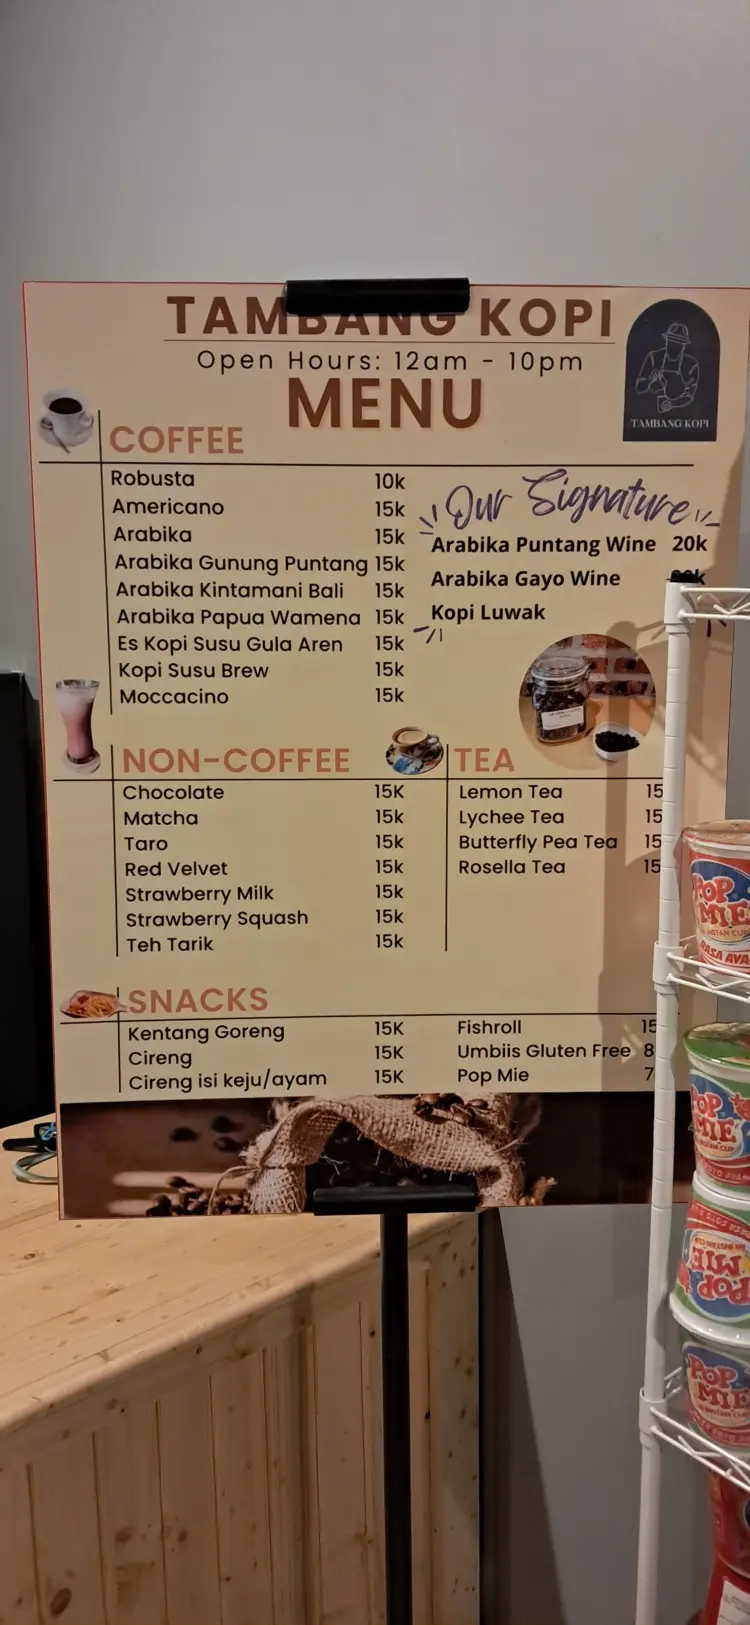 TAMBANG KOPI
Open Hours: 12am - 10pm
MENU
TAMBANG KOPI
COFFEE
Robusta 10k
Americano 15k
Arabika 15k
Arabika Gunung Puntang 15k
Arabika Kintamani Bali 15k
Arabika Papua Wamena 15k
Es Kopi Susu Gula Aren 15k
Kopi Susu Brew 15k
Moccacino 15k
Our Signature
Arabika Puntang Wine 20k
Arabika Gayo Wine
Kopi Luwak
NON-COFFEE
Chocolate 15K
Matcha 15k
Taro 15k
Red Velvet 15k
Strawberry Milk 15k
Strawberry Squash 15k
Teh Tarik 15k
TEA
Lemon Tea 15
Lychee Tea 15
Butterfly Pea Tea 15
Rosella Tea 15
SNACKS
Kentang Goreng 15K
Cireng 15K
Cireng isi keju/ayam 15K
Fishroll 15
Umbiis Gluten Free 8
Pop Mie 7
POP
MIE
RASA AYA
POP
MIE
POP
MIE
POP
MIE